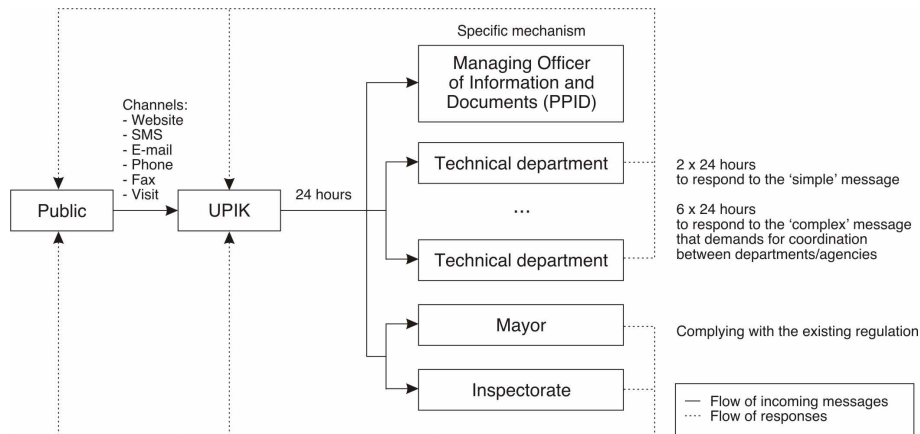 Specific mechanism
Managing Officer
of Information and
Documents (PPID)
Channels:
- Website
- SMS
- E-mail
- Phone
- Fax
- Visit
Public
UPIK
24 hours
Technical department
...
Technical department
Mayor
Inspectorate
2 x 24 hours
to respond to the ‘simple’ message
6 x 24 hours
to respond to the ‘complex’ message
that demands for coordination
between departments/agencies
Complying with the existing regulation
Flow of incoming messages
Flow of responses